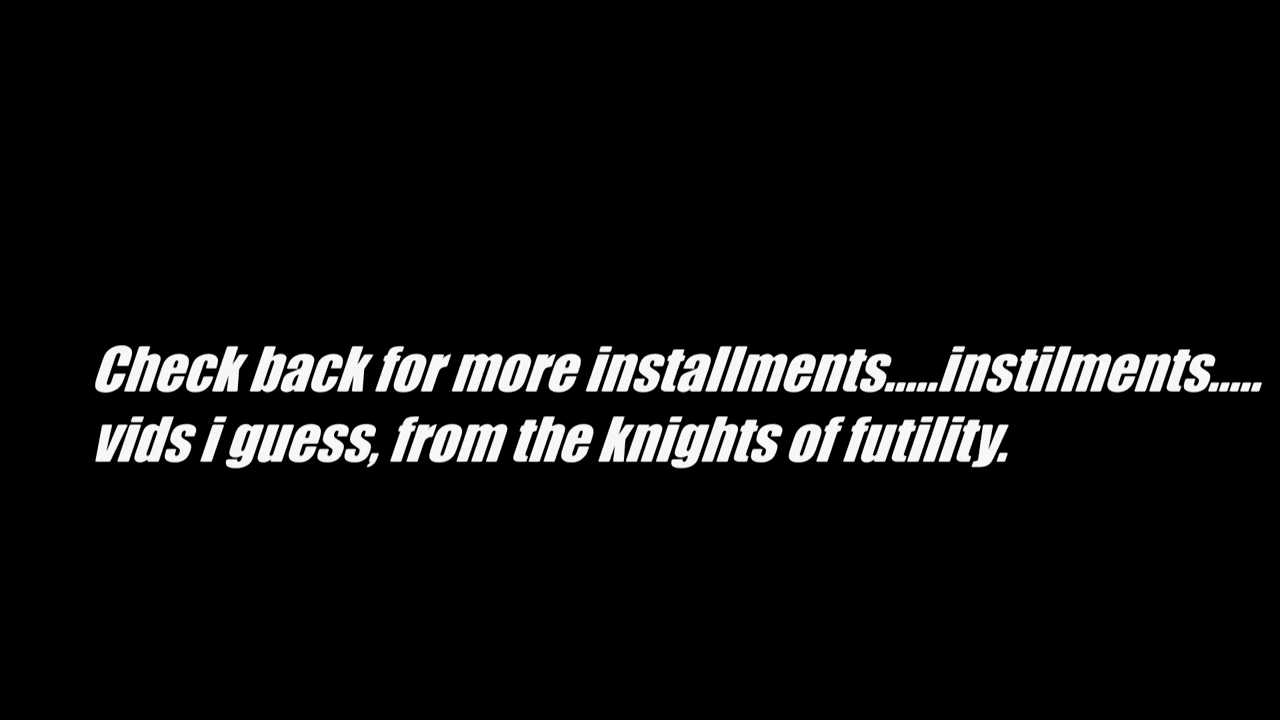 Check back for more installments.....instilments.....
vids i guess, from the knights of futility.